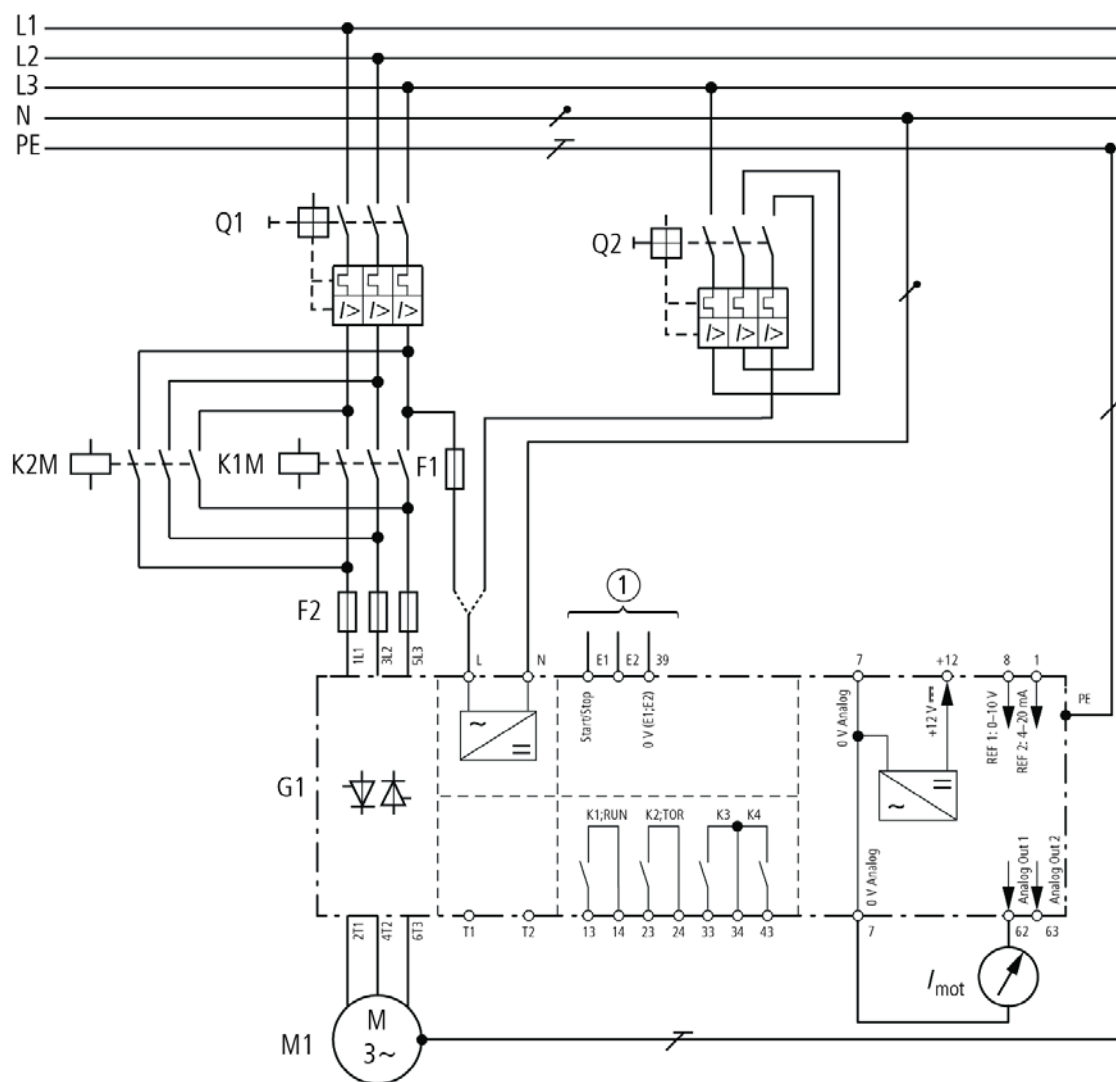 L1
L2
L3
N
PE
Q1
Q2
I> I> I>
I> I> I>
K2M
K1M
F1
F2
1
1L1
3L2
5L3
L
N
E1
E2
39
7
+12
8
1
Start/Stop
0 V (E1;E2)
0 V Analog
+12 V
REF 1: 0–10 V
REF 2: 4–20 mA
PE
~
=
G1
~
=
K1;RUN
K2;TOR
K3
K4
0 V Analog
Analog Out 1
Analog Out 2
2T1
4T2
6T3
T1
T2
13
14
23
24
33
34
43
7
62
63
Imot
M1
M
3~